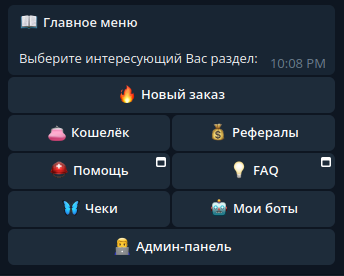 📖 Главное меню
Выберите интересующий Вас раздел:
10:08 PM
🔥 Новый заказ
👛 Кошелёк
💰 Рефералы
⛑ Помощь
💡 FAQ
🦋 Чеки
🤖 Мои боты
👨‍💻 Админ-панель